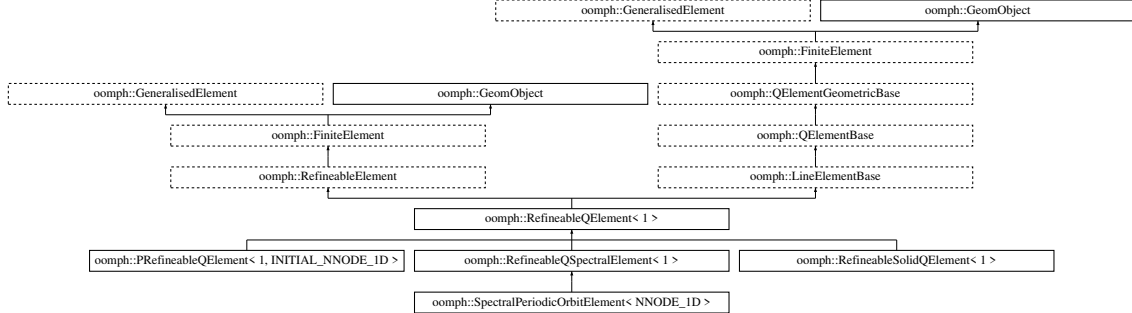 oomph::GeneralisedElement
oomph::GeomObject
oomph::FiniteElement
oomph::GeneralisedElement
oomph::GeomObject
oomph::QElementGeometricBase
oomph::FiniteElement
oomph::QElementBase
oomph::RefineableElement
oomph::LineElementBase
oomph::RefineableQElement< 1 >
oomph::PRefineableQElement< 1, INITIAL_NNODE_1D >
oomph::RefineableQSpectralElement< 1 >
oomph::RefineableSolidQElement< 1 >
oomph::SpectralPeriodicOrbitElement< NNODE_1D >